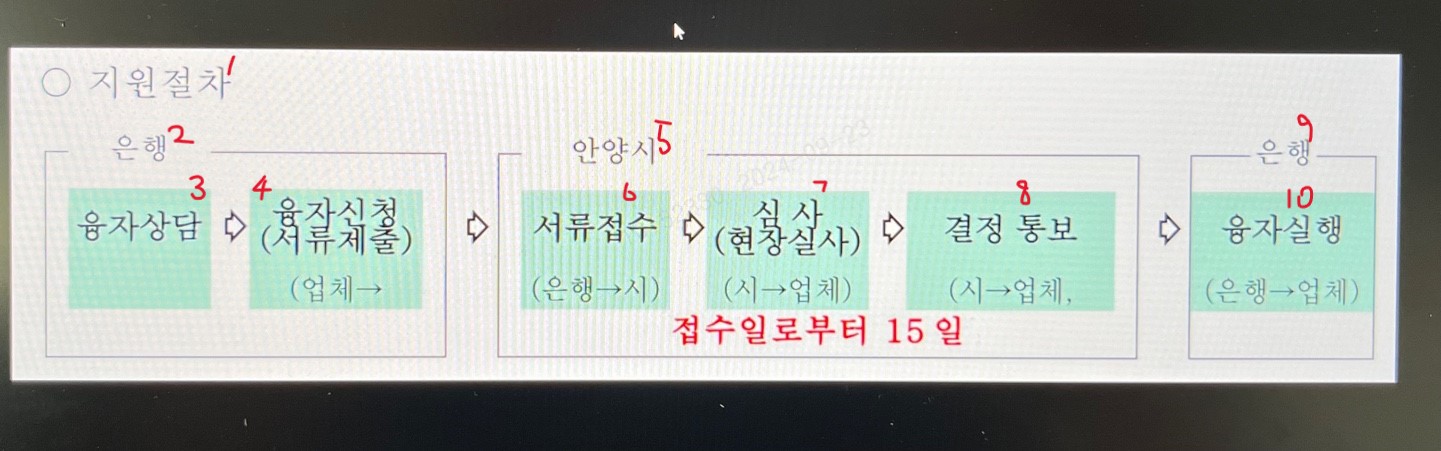 ○ 지원절차 1
은행 2
3
융자상담
⇨
4
융자신청
(서류제출)
(업체→
⇨
안양시 5
6
서류접수
(은행→시)
⇨
7
심 사
(현장실사)
(시→업체)
⇨
8
결정 통보
(시→업체,
접수일로부터 15일
⇨
9
은행
10
융자실행
(은행→업체)